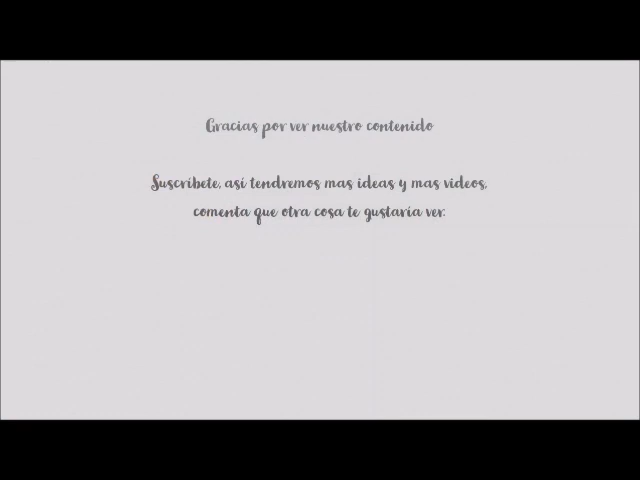 Gracias por ver nuestro contenido
Suscribete, así tendremos mas ideas y mas videos,
comenta que otra cosa te gustaría ver.